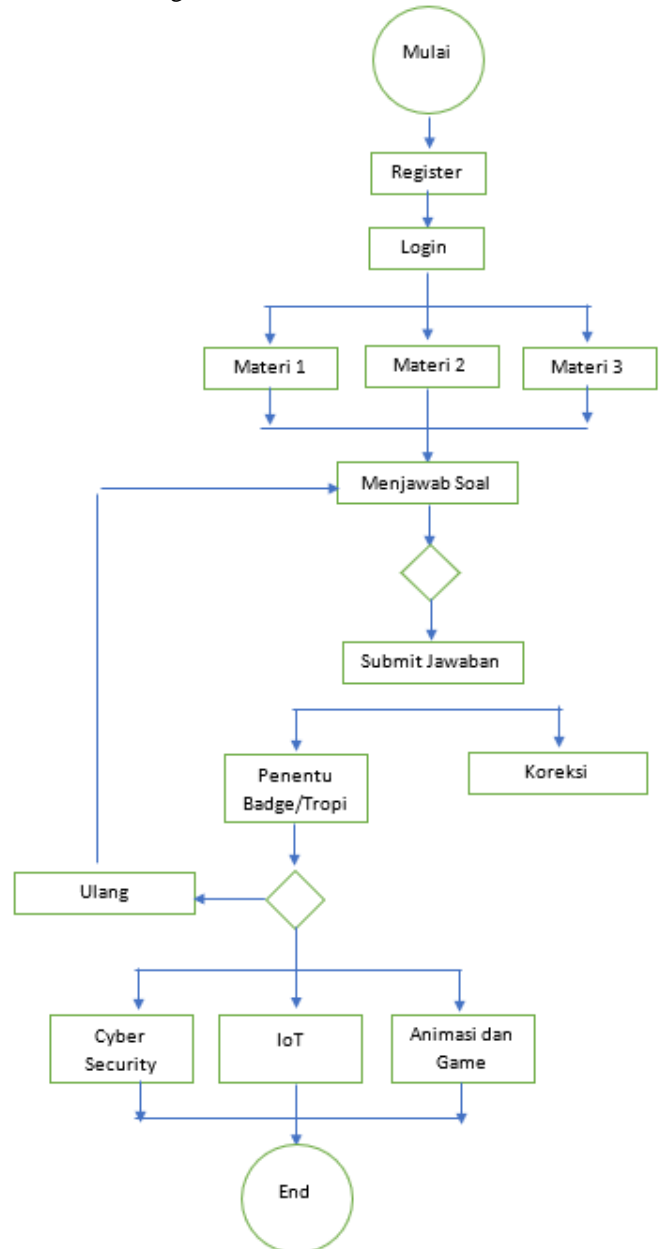 Mulai
Register
Login
Materi 1
Materi 2
Materi 3
Menjawab Soal
Submit Jawaban
Penentu
Badge/Tropi
Koreksi
Ulang
Cyber
Security
IoT
Animasi dan
Game
End